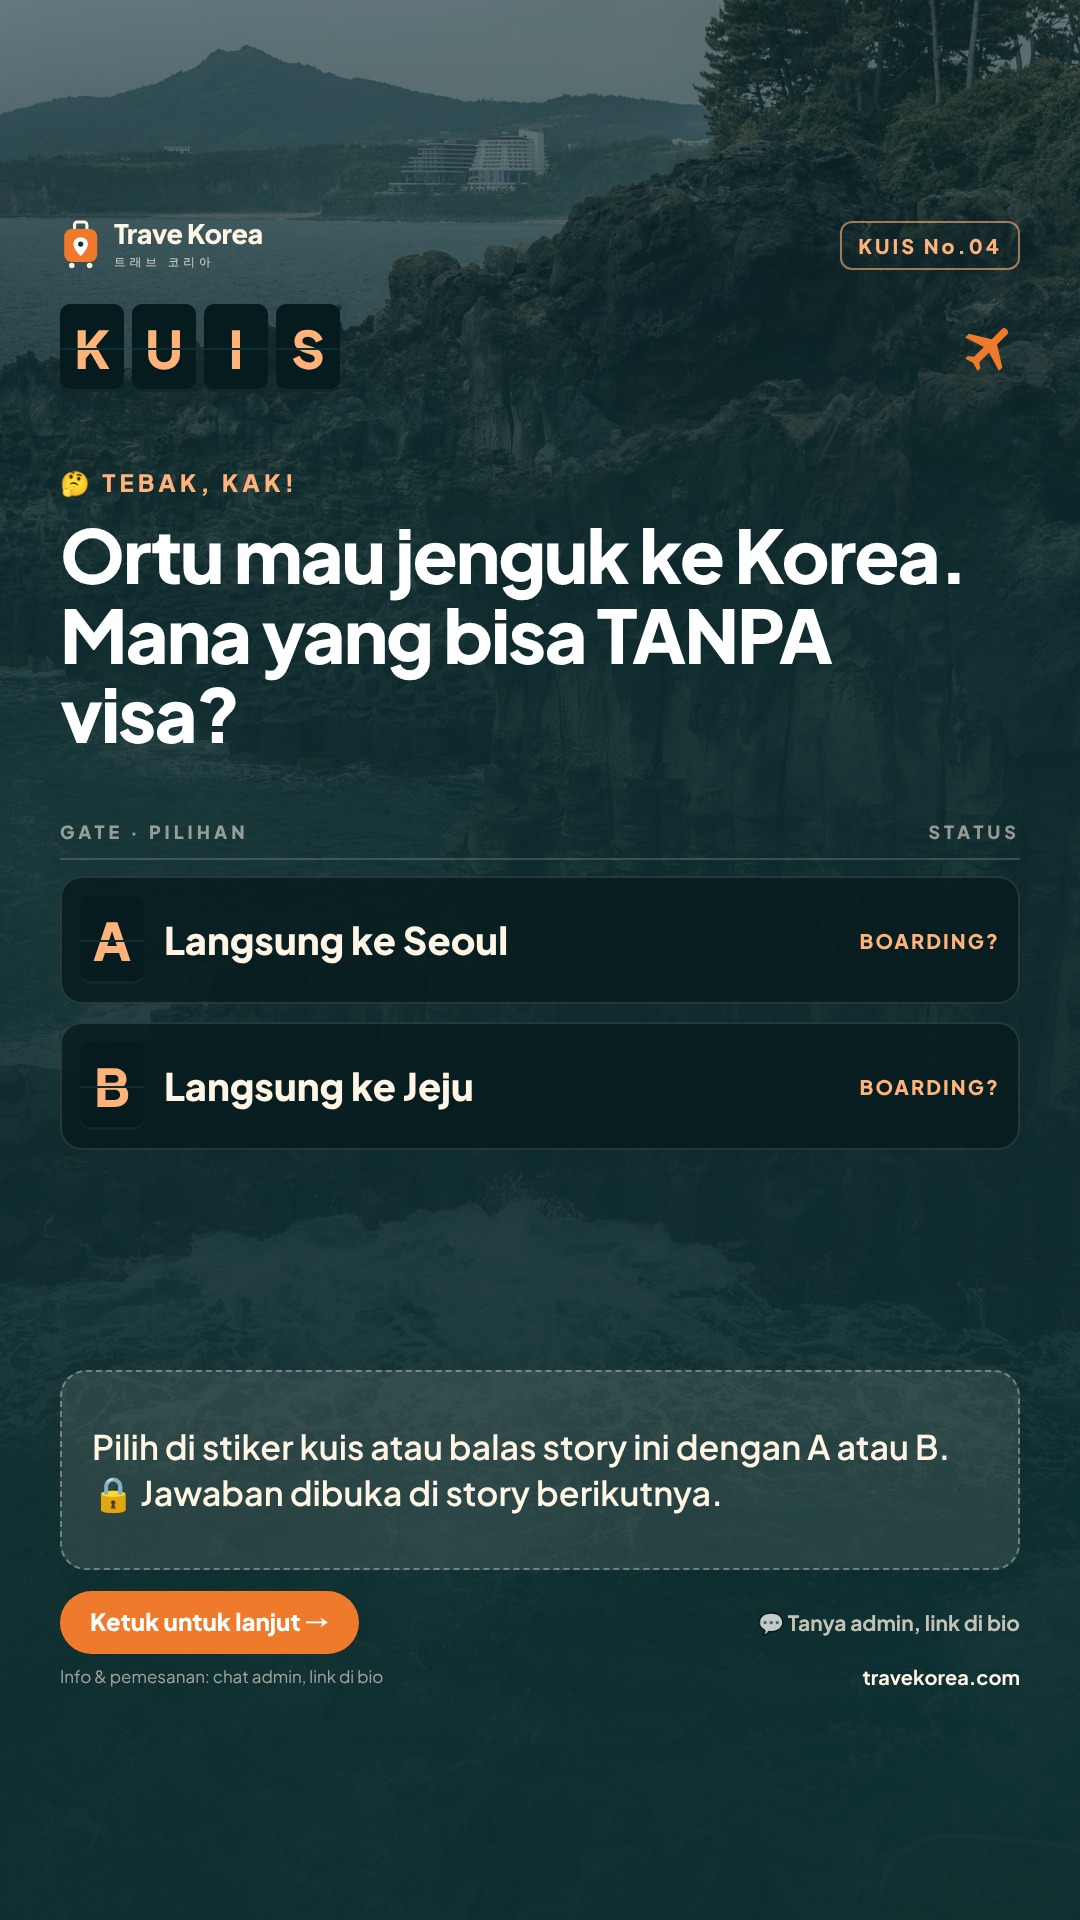 Trave Korea
트래브 코리아
KUIS No.04
KUIS
🤔 TEBAK, KAK!
Ortu mau jenguk ke Korea.
Mana yang bisa TANPA
visa?
GATE · PILIHAN
STATUS
A Langsung ke Seoul BOARDING?
B Langsung ke Jeju BOARDING?
Pilih di stiker kuis atau balas story ini dengan A atau B.
🔒 Jawaban dibuka di story berikutnya.
Ketuk untuk lanjut →
💬 Tanya admin, link di bio
Info & pemesanan: chat admin, link di bio
travekorea.com